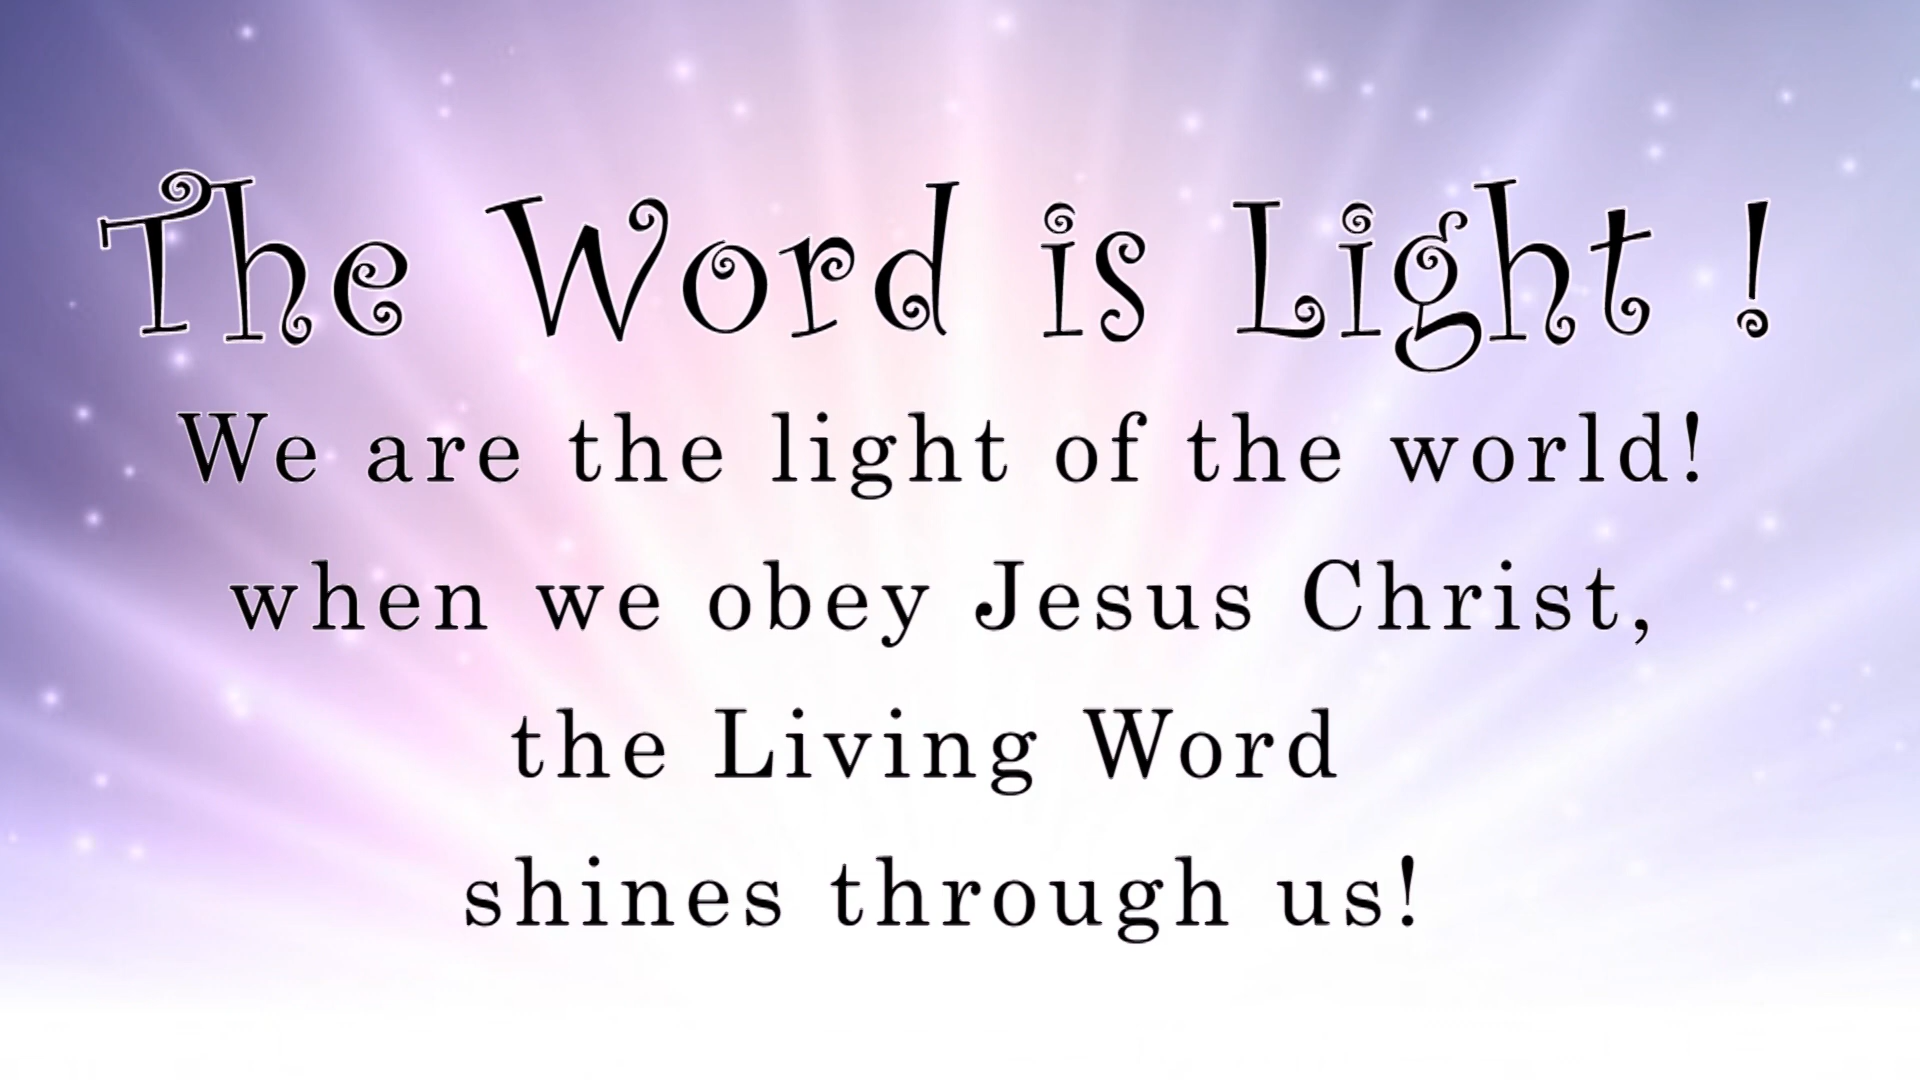 The Word is Light !
We are the light of the world!
when we obey Jesus Christ,
the Living Word
shines through us!